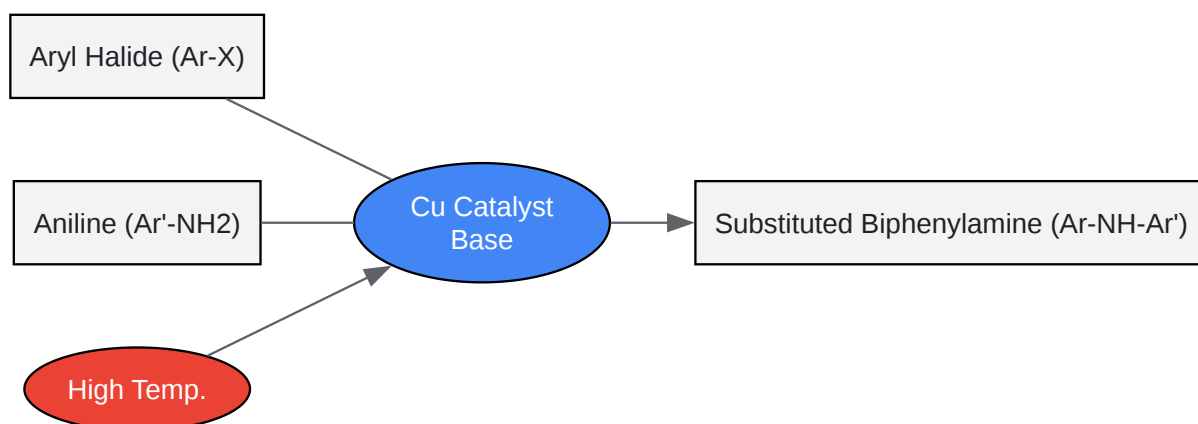 Aryl Halide (Ar-X)
Aniline (Ar'-NH2)
Cu Catalyst
Base
Substituted Biphenylamine (Ar-NH-Ar')
High Temp.